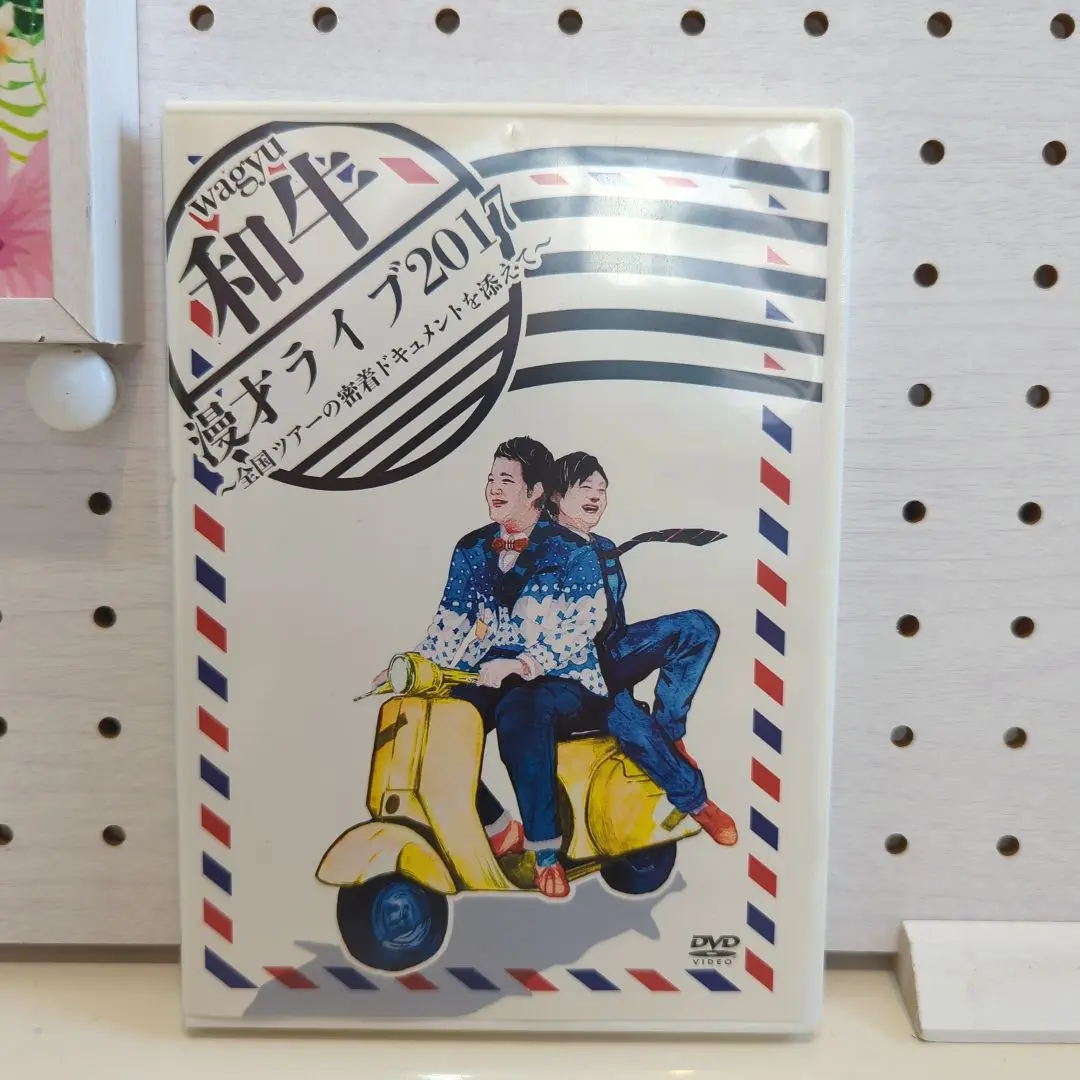 wagyu
和牛
漫才ライブ2017
～全国ツアーの密着ドキュメントを添えて～
DVD
VIDEO